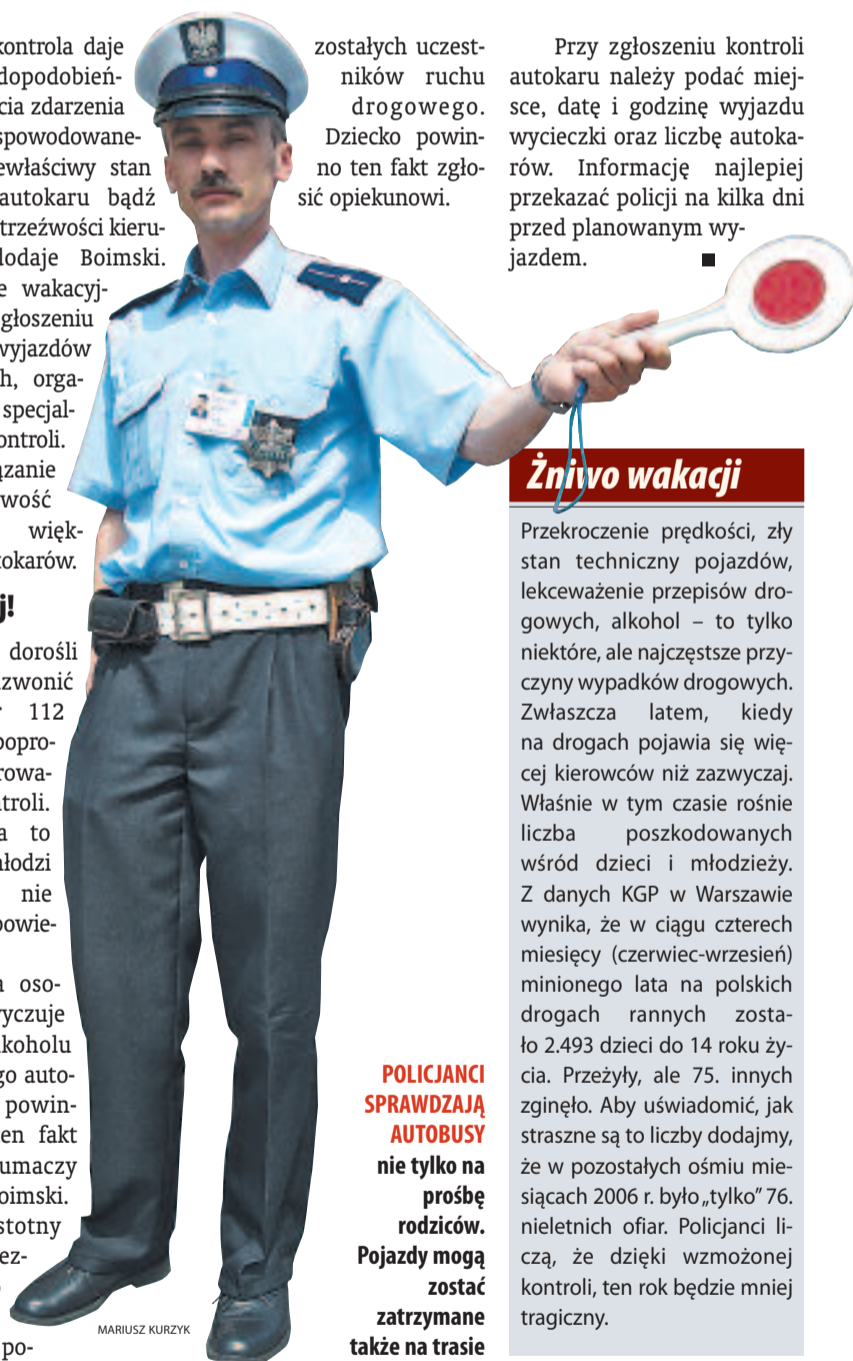 kontrola daje
dopodobień-
cia zdarzenia
spowodowane-
ewłaściwy stan
autokaru bądź
trzeźwości kieru-
dodaje Boimski.
e wakacyj-
głoszeniu
wyjazdów
h, orga-
specjal-
ontroli.
ązanie
wość
więk-
tokarów.
j!
dorośli
zwonić
112
popro-
rowa-
troli.
a to
młodzi
nie
powie-
a oso-
yczuje
lkoholu
go auto-
powin-
en fakt
umaczy
oimski.
stotny
ez-
po-
MARIUSZ KURZYK
zostałych uczest-
ników ruchu
drogowego.
Dziecko powin-
no ten fakt zgło-
sić opiekunowi.
POLICJANCI
SPRAWDZAJĄ
AUTOBUSY
nie tylko na
prośbę
rodziców.
Pojazdy mogą
zostać
zatrzymane
także na trasie
Przy zgłoszeniu kontroli
autokaru należy podać miej-
sce, datę i godzinę wyjazdu
wycieczki oraz liczbę autoka-
rów. Informację najlepiej
przekazać policji na kilka dni
przed planowanym wy-
jazdem. ■
Żniwo wakacji
Przekroczenie prędkości, zły
stan techniczny pojazdów,
lekceważenie przepisów dro-
gowych, alkohol – to tylko
niektóre, ale najczęstsze przy-
czyny wypadków drogowych.
Zwłaszcza latem, kiedy
na drogach pojawia się wię-
cej kierowców niż zazwyczaj.
Właśnie w tym czasie rośnie
liczba poszkodowanych
wśród dzieci i młodzieży.
Z danych KGP w Warszawie
wynika, że w ciągu czterech
miesięcy (czerwiec-wrzesień)
minionego lata na polskich
drogach rannych zosta-
ło 2.493 dzieci do 14 roku ży-
cia. Przeżyły, ale 75. innych
zginęło. Aby uświadomić, jak
straszne są to liczby dodajmy,
że w pozostałych ośmiu mie-
siącach 2006 r. było „tylko” 76.
nieletnich ofiar. Policjanci li-
czą, że dzięki wzmożonej
kontroli, ten rok będzie mniej
tragiczny.